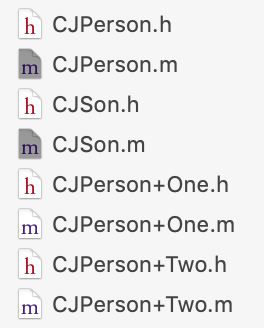 h CJPerson.h
m CJPerson.m
h CJSon.h
m CJSon.m
h CJPerson+One.h
m CJPerson+One.m
h CJPerson+Two.h
m CJPerson+Two.m